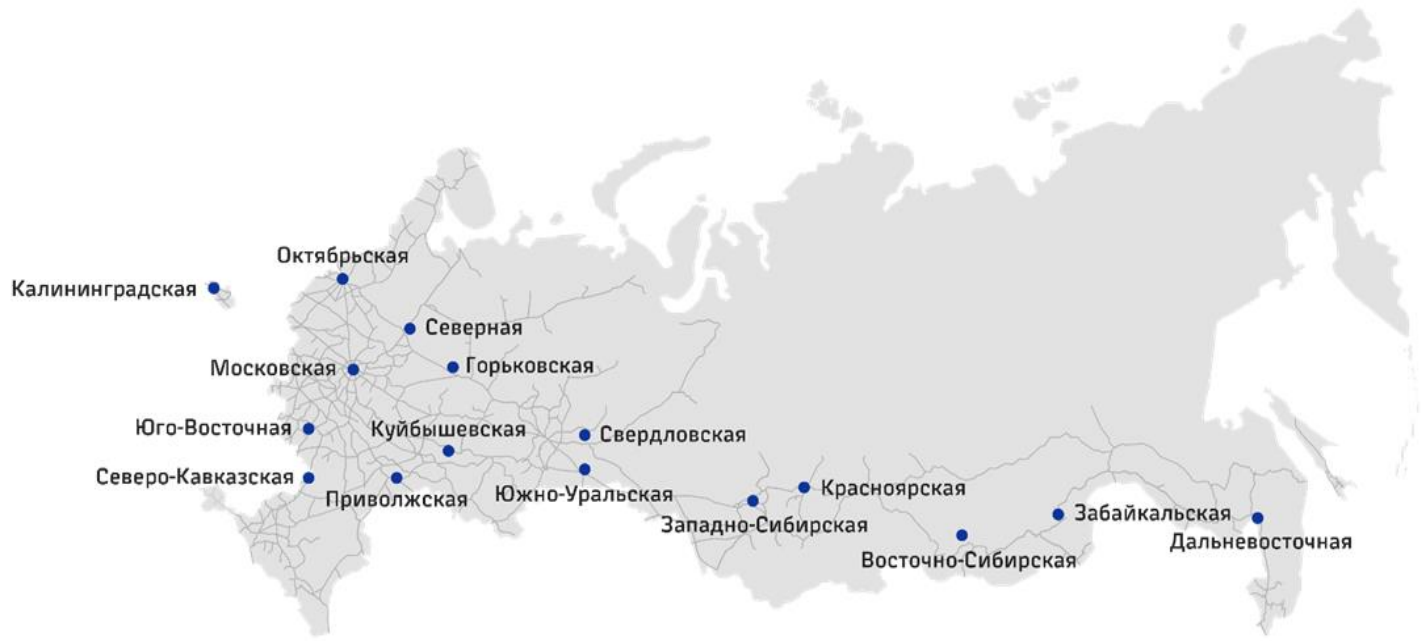 Октябрьская
Калининградская
Северная
Московская
Горьковская
Юго-Восточная
Куйбышевская
Свердловская
Северо-Кавказская
Приволжская
Южно-Уральская
Красноярская
Западно-Сибирская
Забайкальская
Дальневосточная
Восточно-Сибирская